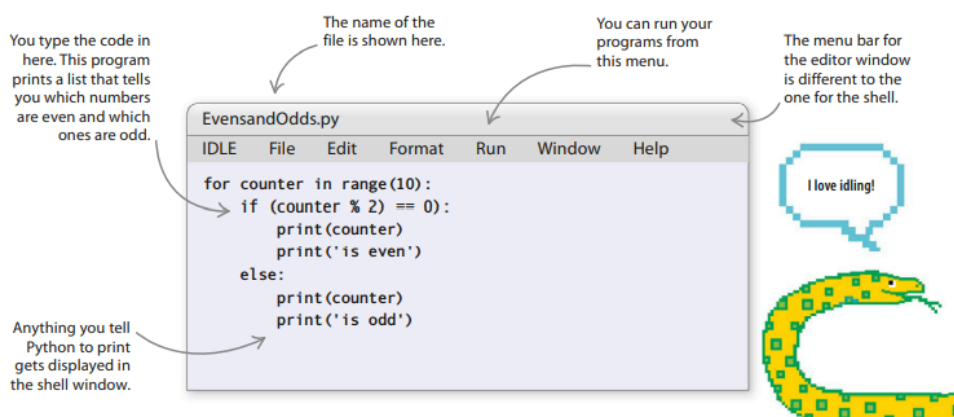 You type the code in
here. This program
prints a list that tells
you which numbers
are even and which
ones are odd.
The name of the
file is shown here.
You can run your
programs from
this menu.
The menu bar for
the editor window
is different to the
one for the shell.
EvensandOdds.py
IDLE File Edit Format Run Window Help
for counter in range(10):
    if (counter % 2) == 0):
        print(counter)
        print('is even')
    else:
        print(counter)
        print('is odd')
I love idling!
Anything you tell
Python to print
gets displayed in
the shell window.